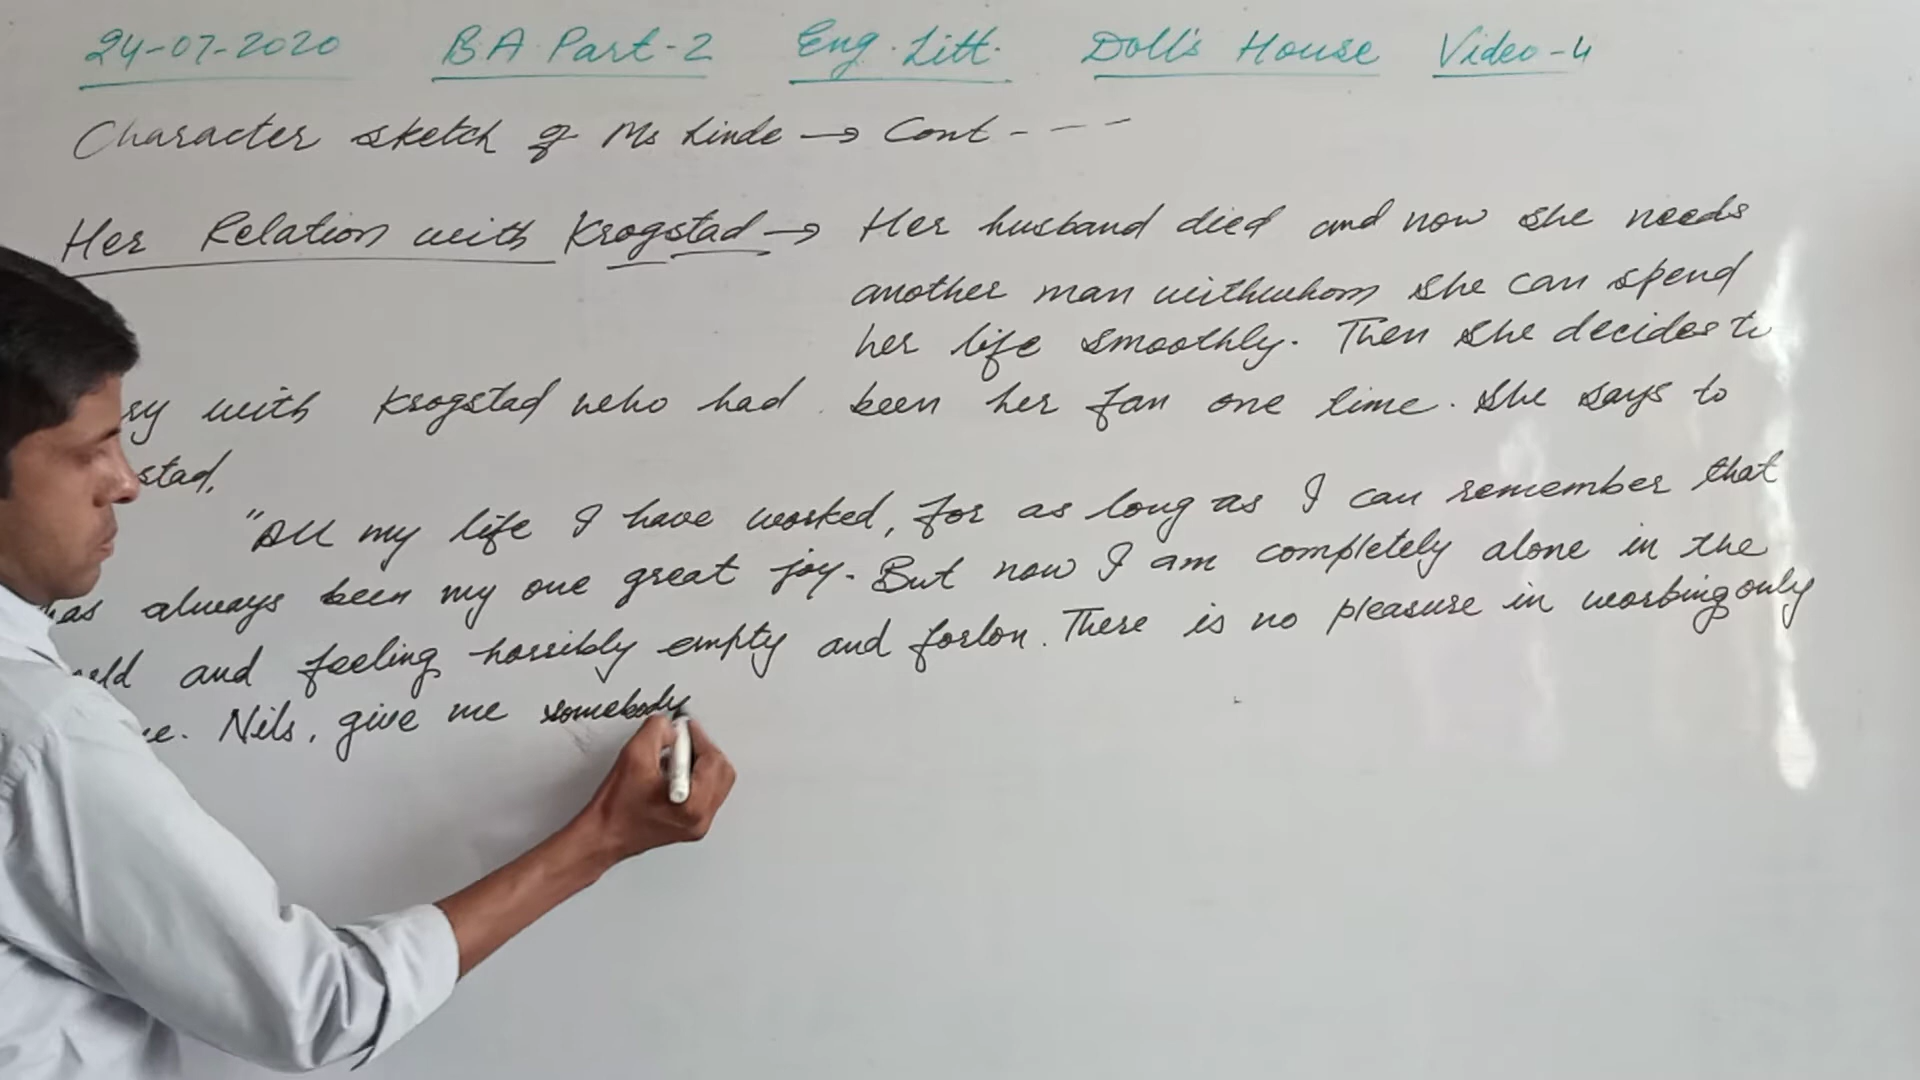 24-07-2020 BA Part-2 Eng. Litt. Doll's House Video-4
Character sketch of Ms Linde → Cont ----
Her Relation with Krogstad → Her husband died and now she needs
another man withwhom she can spend
her life smoothly. Then she decides to
ry with Krogstad who had been her fan one time. She says to
stad,
"All my life I have worked, for as long as I can remember that
has always been my one great joy. But now I am completely alone in the
orld and feeling horribly empty and forlon. There is no pleasure in working only
e. Nils, give me somebody